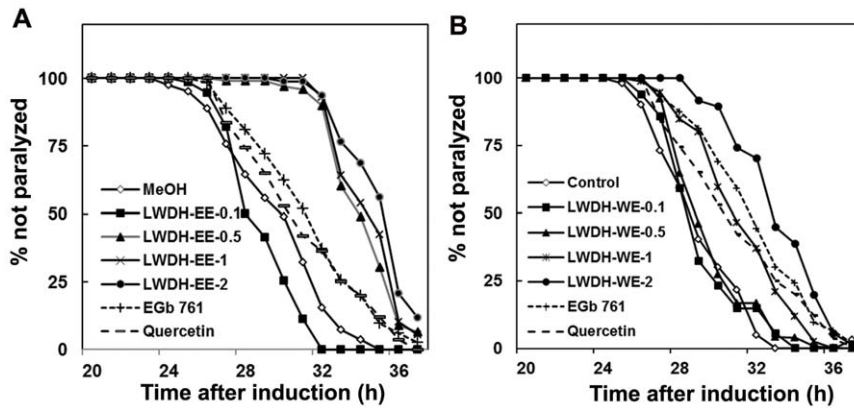 A
% not paralyzed
100
75
50
25
0
MeOH
LWDH-EE-0.1
LWDH-EE-0.5
LWDH-EE-1
LWDH-EE-2
EGb 761
Quercetin
20 24 28 32 36
Time after induction (h)
B
% not paralyzed
100
75
50
25
0
Control
LWDH-WE-0.1
LWDH-WE-0.5
LWDH-WE-1
LWDH-WE-2
EGb 761
Quercetin
20 24 28 32 36
Time after induction (h)